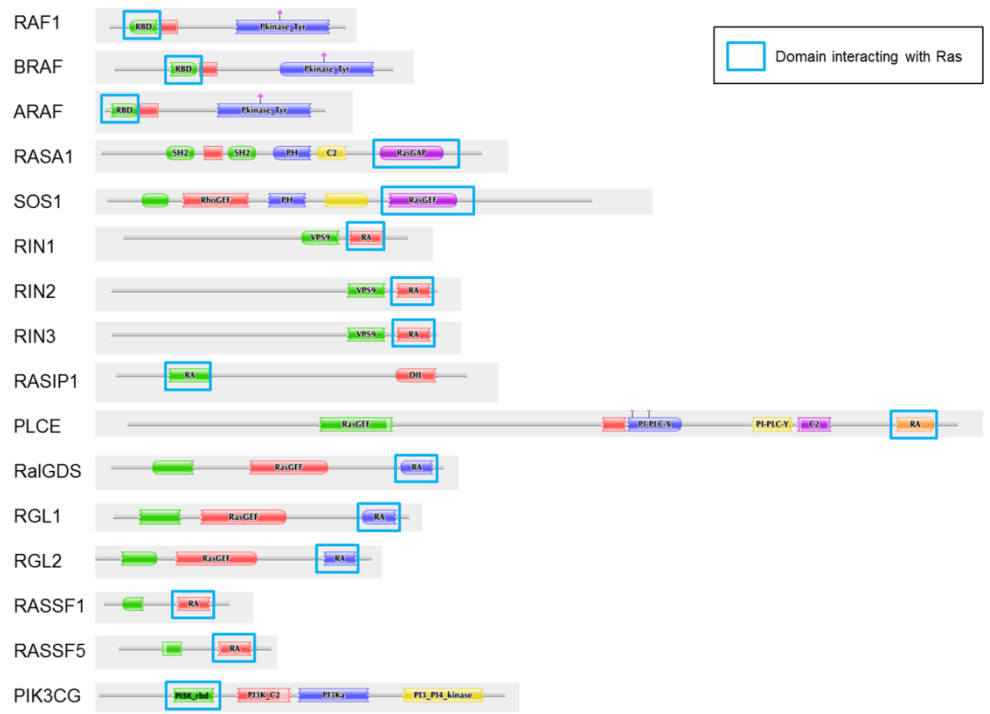 RAF1 RBD Pkinase_Tyr
Domain interacting with Ras
BRAF RBD Pkinase_Tyr
ARAF RBD Pkinase_Tyr
RASA1 SH2 SH2 PH C2 RasGAP
SOS1 RhoGEF PH RasGEF
RIN1 VPS9 RA
RIN2 VPS9 RA
RIN3 VPS9 RA
RASIP1 RA DIL
PLCE RasGEF PI-PLC-X PI-PLC-Y C2 RA
RalGDS RasGEF RA
RGL1 RasGEF RA
RGL2 RasGEF RA
RASSF1 RA
RASSF5 RA
PIK3CG PI3K_rbd PI3K_C2 PI3Ka PI3_PI4_kinase